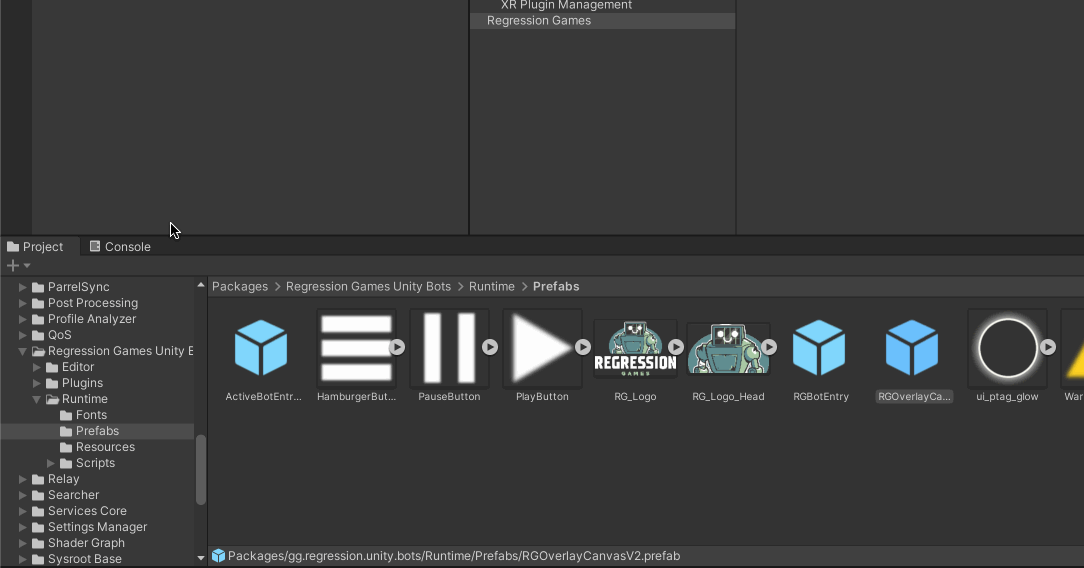 XR Plugin Management
Regression Games
Project
Console
Packages > Regression Games Unity Bots > Runtime > Prefabs
ParrelSync
Post Processing
Profile Analyzer
QoS
Regression Games Unity E
Editor
Plugins
Runtime
Fonts
Prefabs
Resources
Scripts
Relay
Searcher
Services Core
Settings Manager
Shader Graph
Sysroot Base
REGRESSION
GAMES
ActiveBotEntr...
HamburgerBut...
PauseButton
PlayButton
RG_Logo
RG_Logo_Head
RGBotEntry
RGOverlayCa...
ui_ptag_glow
War
Packages/gg.regression.unity.bots/Runtime/Prefabs/RGOverlayCanvasV2.prefab